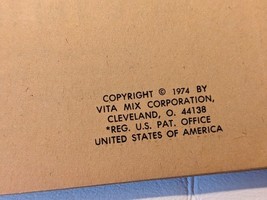 COPYRIGHT © 1974 BY
VITA MIX CORPORATION,
CLEVELAND, O. 44138
*REG. U.S. PAT. OFFICE
UNITED STATES OF AMERICA